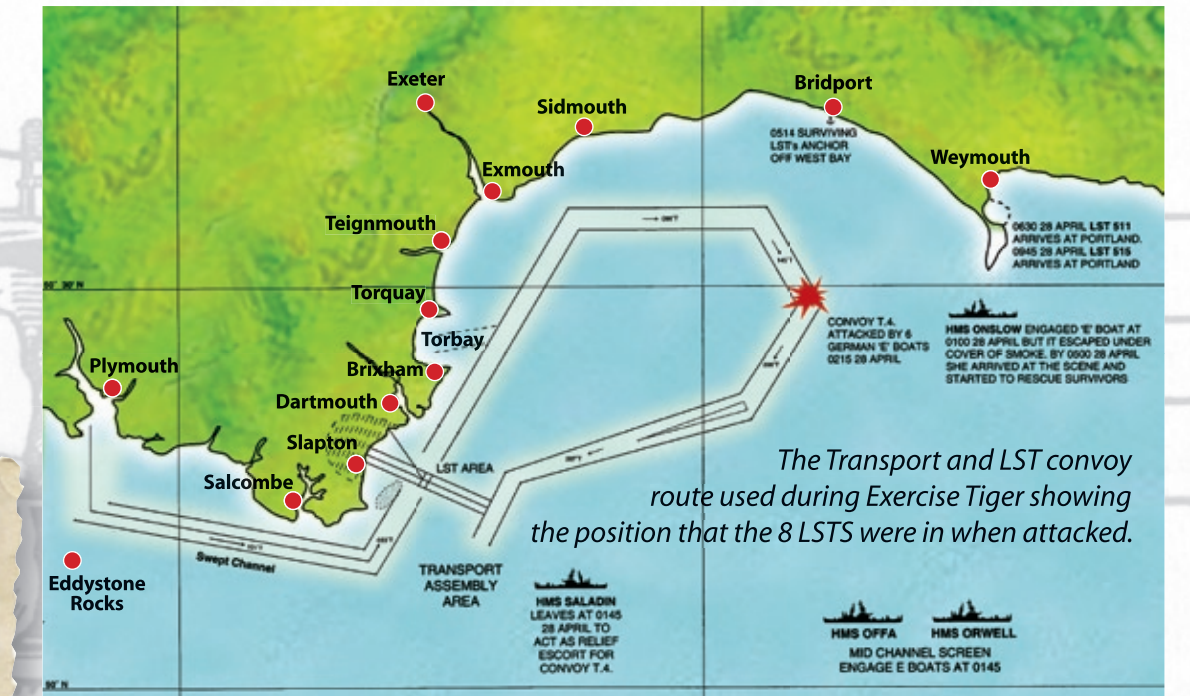 Exeter
Sidmouth
Bridport
0514 SURVIVING
LST's ANCHOR
OFF WEST BAY
Weymouth
Exmouth
Teignmouth
0630 28 APRIL LST 511
ARRIVES AT PORTLAND.
0945 28 APRIL LST 515
ARRIVES AT PORTLAND
Torquay
Torbay
CONVOY T.4.
ATTACKED BY 6
GERMAN 'E' BOATS
0215 28 APRIL
HMS ONSLOW ENGAGED 'E' BOAT AT
0100 28 APRIL BUT IT ESCAPED UNDER
COVER OF SMOKE. BY 0500 28 APRIL
SHE ARRIVED AT THE SCENE AND
STARTED TO RESCUE SURVIVORS
Plymouth
Brixham
Dartmouth
Slapton
LST AREA
Salcombe
The Transport and LST convoy
route used during Exercise Tiger showing
the position that the 8 LSTS were in when attacked.
Swept Channel
Eddystone
Rocks
TRANSPORT
ASSEMBLY
AREA
HMS SALADIN
LEAVES AT 0145
28 APRIL TO
ACT AS RELIEF
ESCORT FOR
CONVOY T.4.
HMS OFFA
HMS ORWELL
MID CHANNEL SCREEN
ENGAGE E BOATS AT 0145